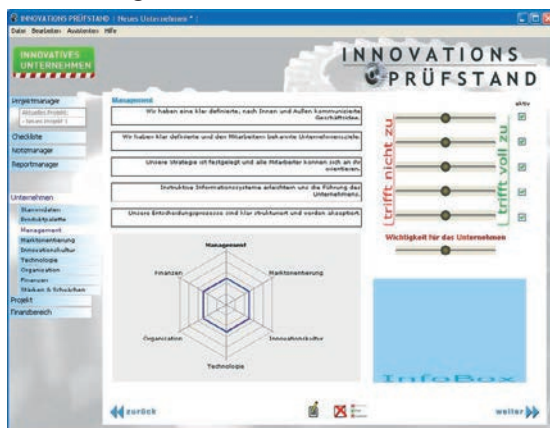 INNOVATIONS PRÜFSTAND : Neues Unternehmen *
Datei Bearbeiten Assistenten Hilfe
INNOVATIVES
UNTERNEHMEN
INNOVATIONS
PRÜFSTAND
Projektmanager
Aktuelles Projekt:
- Neues Projekt 1
Checkliste
Notizmanager
Reportmanager
Unternehmen
Stammdaten
Produktpalette
Management
Marktorientierung
Innovationskultur
Technologie
Organisation
Finanzen
Stärken & Schwächen
Projekt
Finanzbereich
Management
aktiv
Wir haben eine klar definierte, nach Innen und Außen kommunizierte
Geschäftsidee.
Wir haben klar definierte und den Mitarbeitern bekannte Unternehmensziele.
Unsere Strategie ist festgelegt und alle Mitarbeiter können sich an ihr
orientieren.
Instruktive Informationssysteme erleichtern uns die Führung des
Unternehmens.
Unsere Entscheidungsprozesse sind klar strukturiert und werden akzeptiert.
trifft nicht zu
trifft voll zu
Wichtigkeit für das Unternehmen
Management
Finanzen
Marktorientierung
Organisation
Innovationskultur
Technologie
InfoBox
zurück
weiter